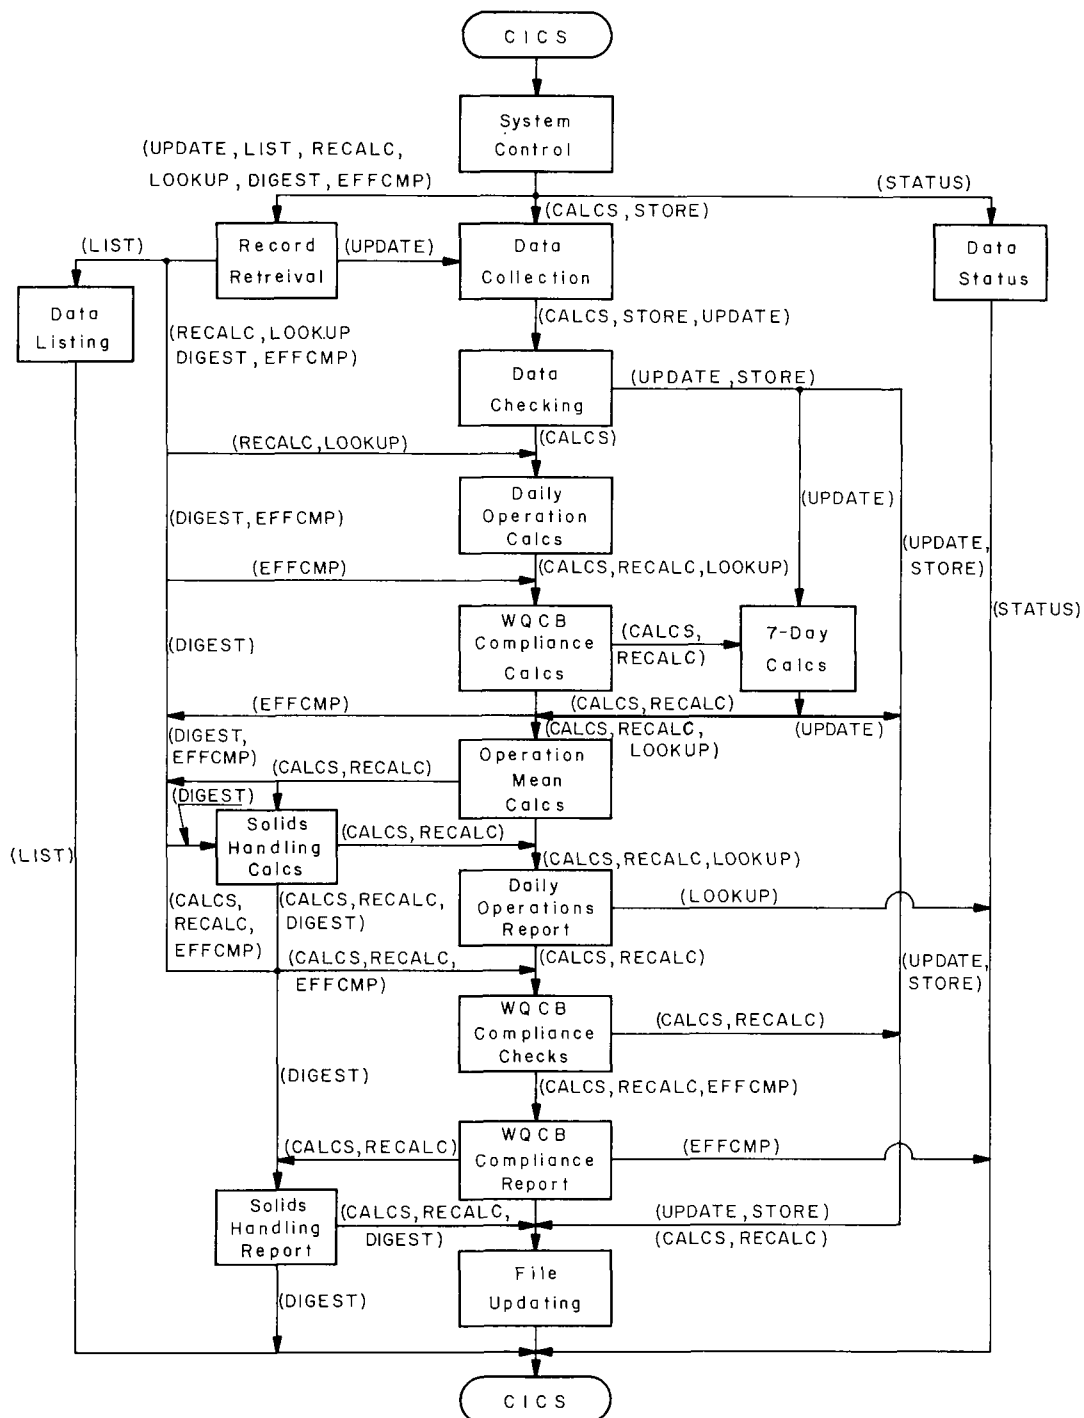 CICS
System
Control
(UPDATE, LIST, RECALC,
LOOKUP, DIGEST, EFFCMP)
(STATUS)
(CALCS, STORE)
(LIST)
Record
Retreival
(UPDATE)
Data
Collection
Data
Status
Data
Listing
(RECALC, LOOKUP
DIGEST, EFFCMP)
(CALCS, STORE, UPDATE)
Data
Checking
(UPDATE, STORE)
(RECALC, LOOKUP)
(CALCS)
Daily
Operation
Calcs
(UPDATE)
(DIGEST, EFFCMP)
(UPDATE,
STORE)
(EFFCMP)
(CALCS, RECALC, LOOKUP)
(STATUS)
WQCB
Compliance
Calcs
(CALCS,
RECALC)
7-Day
Calcs
(DIGEST)
(EFFCMP)
(CALCS, RECALC)
(CALCS, RECALC,
LOOKUP)
(UPDATE)
(DIGEST,
EFFCMP)
(CALCS, RECALC)
Operation
Mean
Calcs
(DIGEST)
Solids
Handling
Calcs
(CALCS, RECALC)
(LIST)
(CALCS, RECALC, LOOKUP)
Daily
Operations
Report
(LOOKUP)
(CALCS,
RECALC,
EFFCMP)
(CALCS, RECALC,
DIGEST)
(CALCS, RECALC,
EFFCMP)
(CALCS, RECALC)
(UPDATE,
STORE)
WQCB
Compliance
Checks
(CALCS, RECALC)
(DIGEST)
(CALCS, RECALC, EFFCMP)
(CALCS, RECALC)
WQCB
Compliance
Report
(EFFCMP)
Solids
Handling
Report
(CALCS, RECALC,
DIGEST)
(UPDATE, STORE)
(CALCS, RECALC)
File
Updating
(DIGEST)
CICS